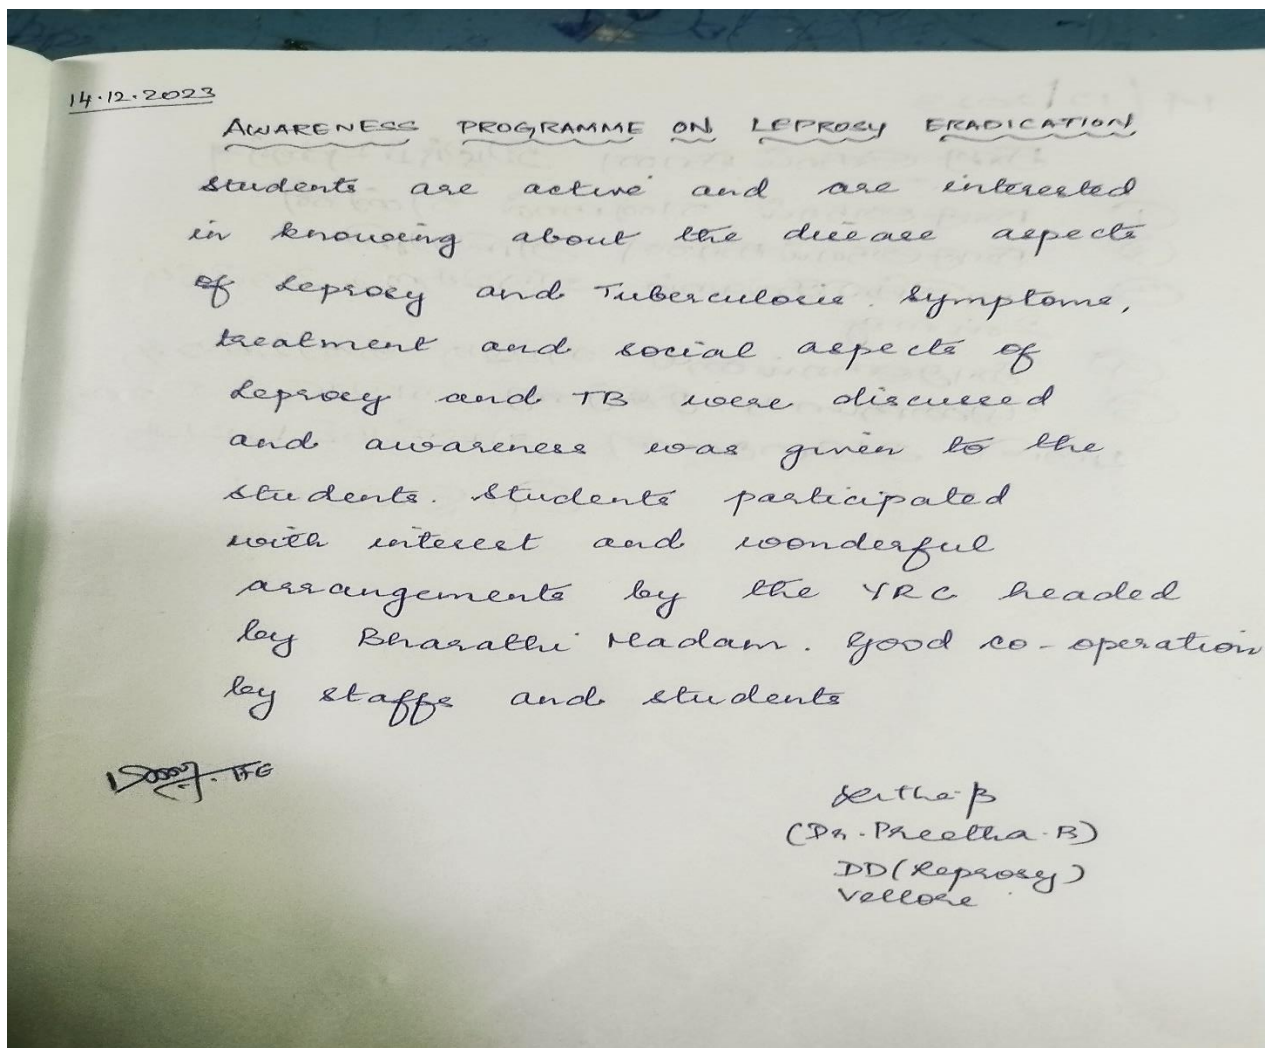 14.12.2023
AWARENESS PROGRAMME ON LEPROSY ERADICATION
Students are active and are interested
in knowing about the disease aspects
of Leprosy and Tuberculosis. Symptoms,
treatment and social aspects of
Leprosy and TB were discussed
and awareness was given to the
students. Students participated
with interest and wonderful
arrangements by the YRC headed
by Bharathi Madam. Good co-operation
by staffs and students
(Dr. Preetha. B)
DD (Leprosy)
Vellore